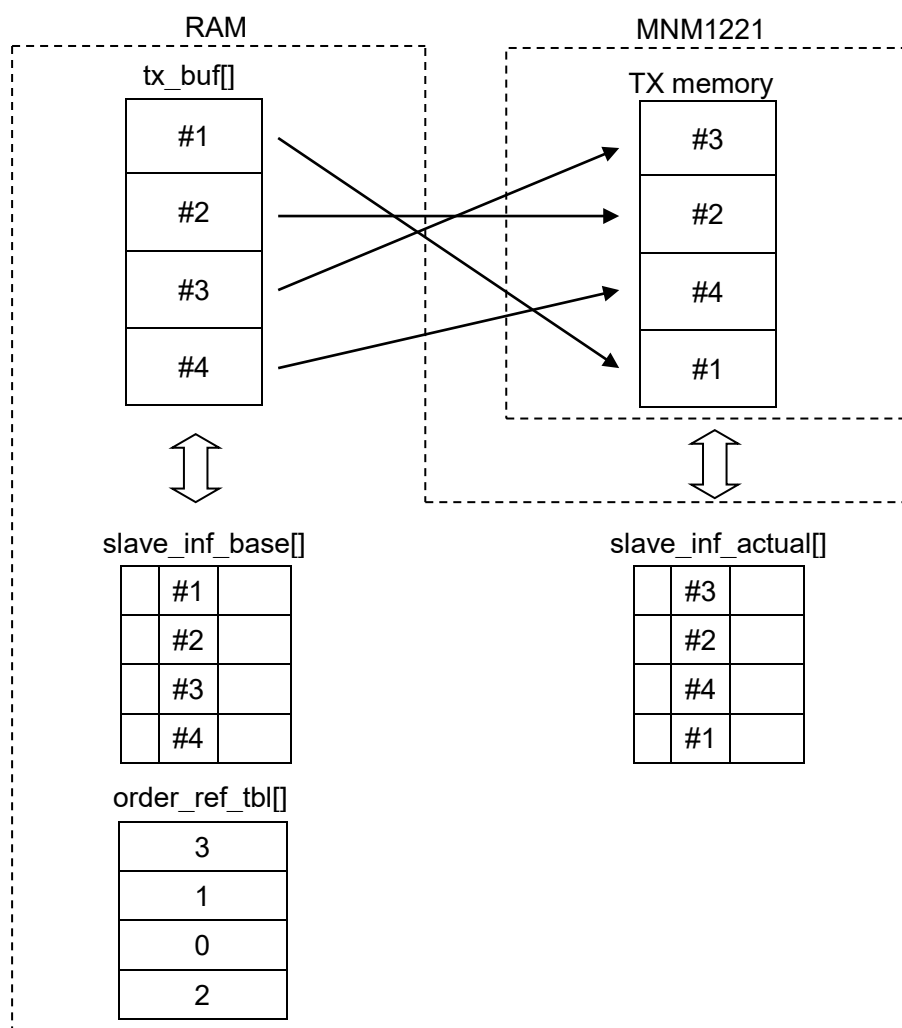 RAM
MNM1221
tx_buf[]
TX memory
#1
#2
#3
#4
#3
#2
#4
#1
slave_inf_base[]
slave_inf_actual[]
#1
#2
#3
#4
#3
#2
#4
#1
order_ref_tbl[]
3
1
0
2